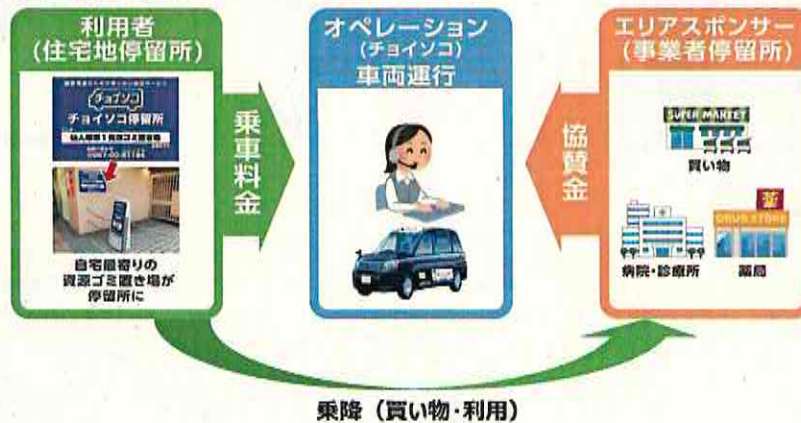 利用者
(住宅地停留所)
チョイソコ
チョイソコ停留所
自宅最寄りの
資源ゴミ置き場が
停留所に
乗車料金
オペレーション
(チョイソコ)
車両運行
協賛金
エリアスポンサー
(事業者停留所)
SUPER MARKET
買い物
病院・診療所
薬
DRUG STORE
薬局
乗降（買い物・利用）